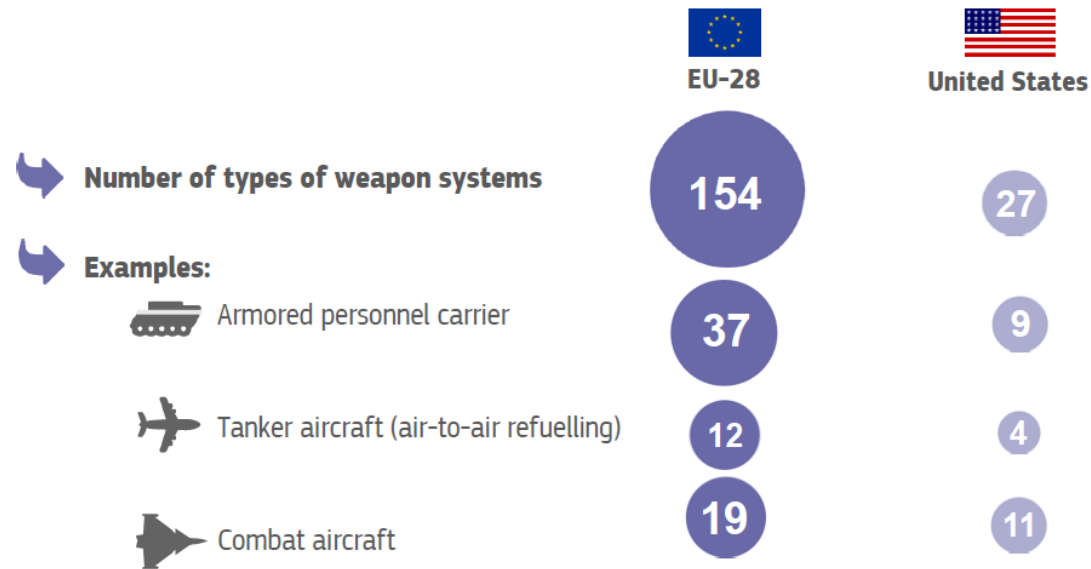 EU-28
United States
Number of types of weapon systems
154
27
Examples:
Armored personnel carrier
37
9
Tanker aircraft (air-to-air refuelling)
12
4
Combat aircraft
19
11